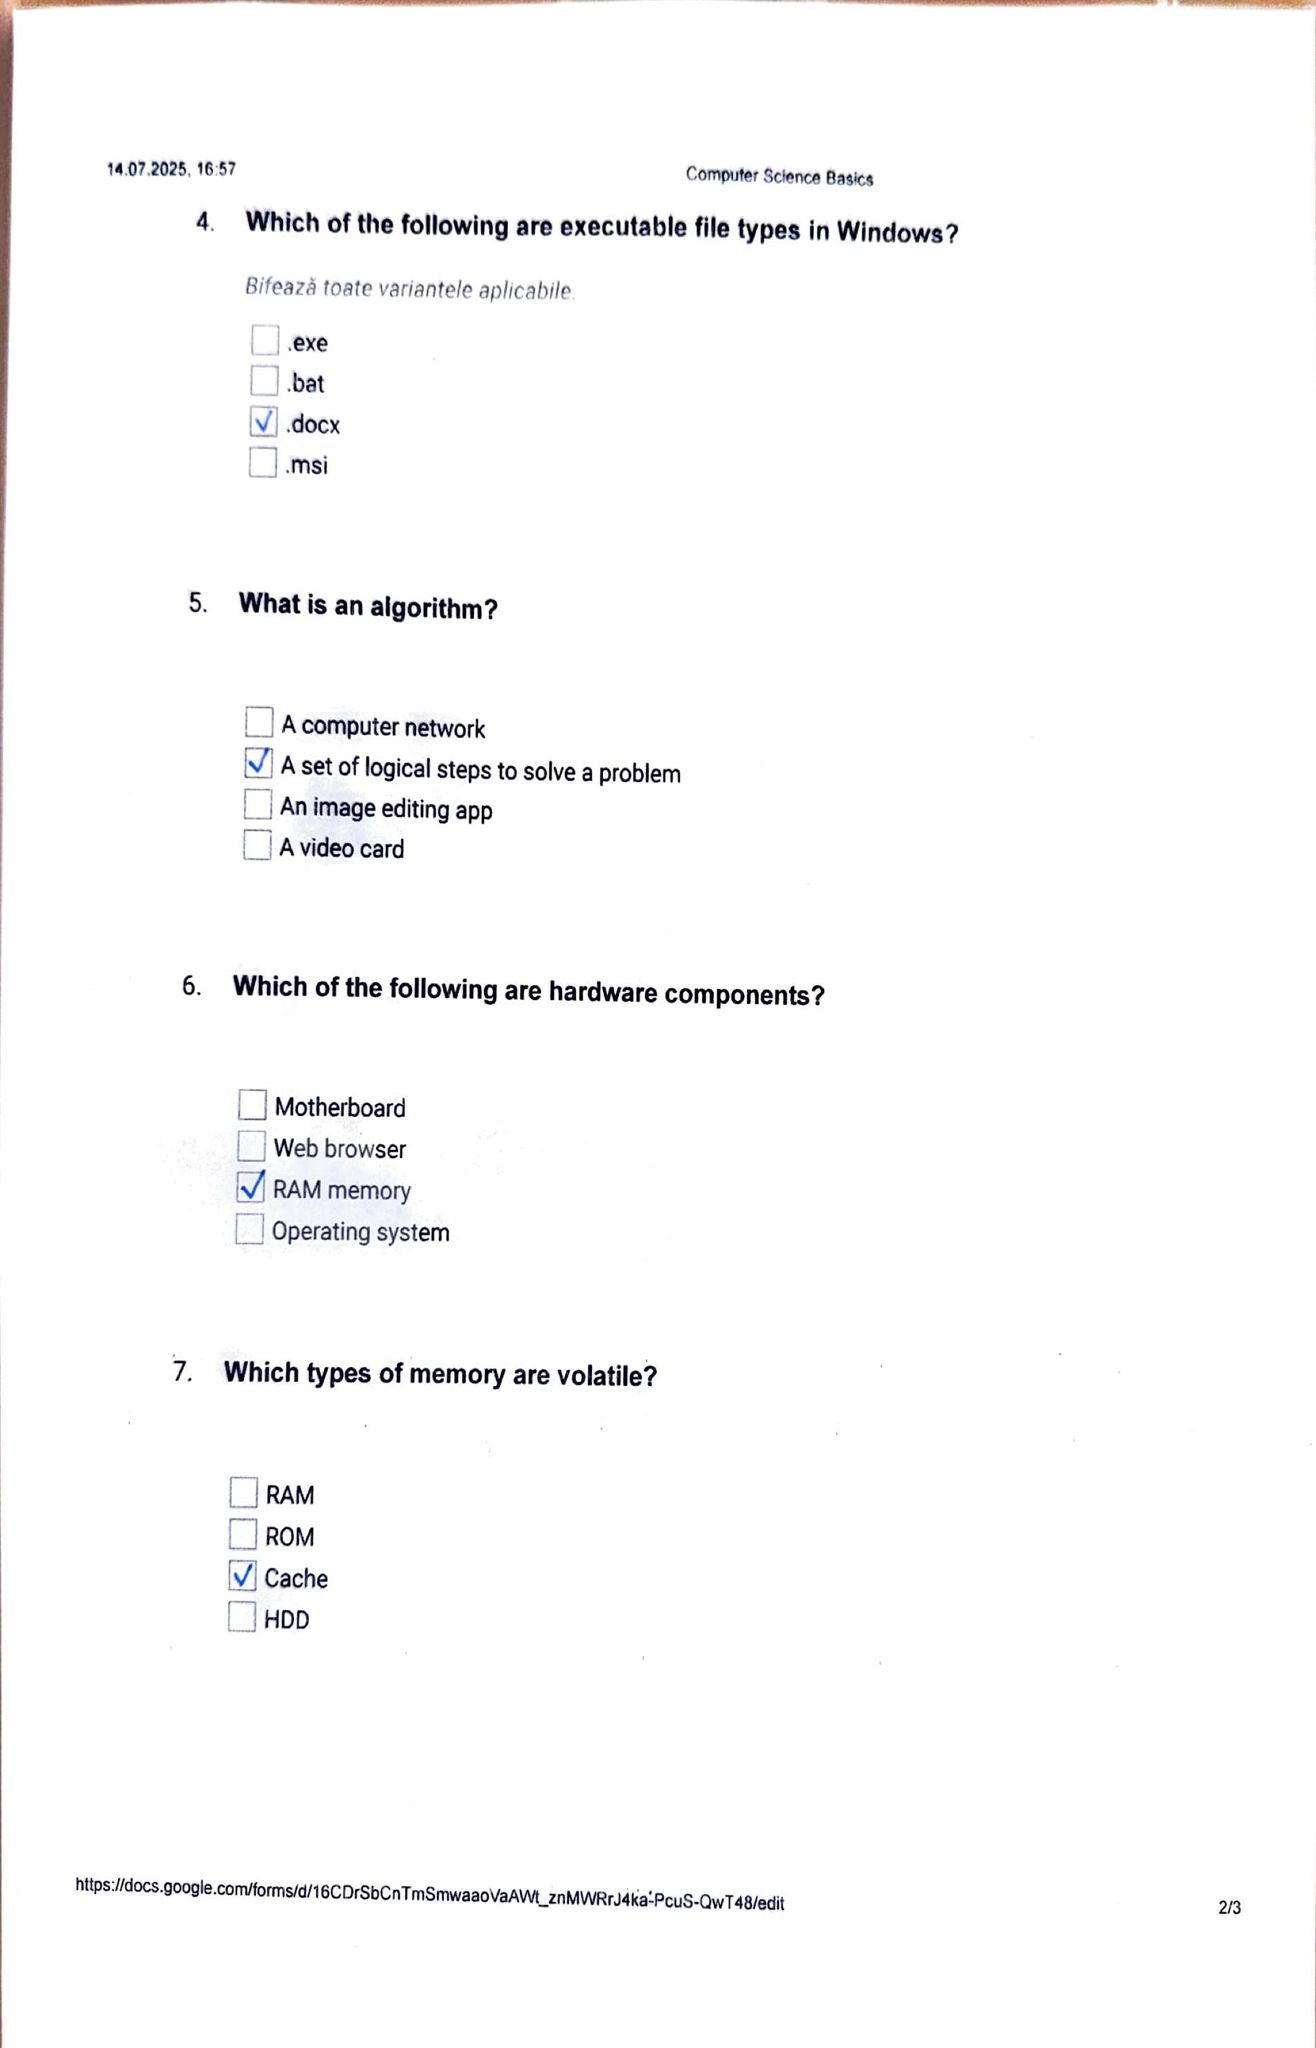 14.07.2025, 16:57
Computer Science Basics
4. Which of the following are executable file types in Windows?
Bifează toate variantele aplicabile.
.exe
.bat
.docx
.msi
5. What is an algorithm?
A computer network
A set of logical steps to solve a problem
An image editing app
A video card
6. Which of the following are hardware components?
Motherboard
Web browser
RAM memory
Operating system
7. Which types of memory are volatile?
RAM
ROM
Cache
HDD
https://docs.google.com/forms/d/16CDrSbCnTmSmwaaoVaAWt_znMWRrJ4ka-PcuS-QwT48/edit
2/3